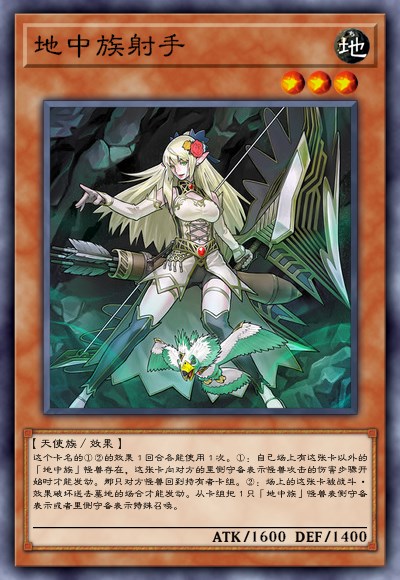 地中族射手
地
【天使族／效果】
这个卡名的①②的效果1回合各能使用1次。①：自己场上有这张卡以外的
「地中族」怪兽存在，这张卡向对方的里侧守备表示怪兽攻击的伤害步骤开
始时才能发动。那只对方怪兽回到持有者卡组。②：场上的这张卡被战斗·
效果破坏送去墓地的场合才能发动。从卡组把1只「地中族」怪兽表侧守备
表示或者里侧守备表示特殊召唤。
ATK/1600 DEF/1400